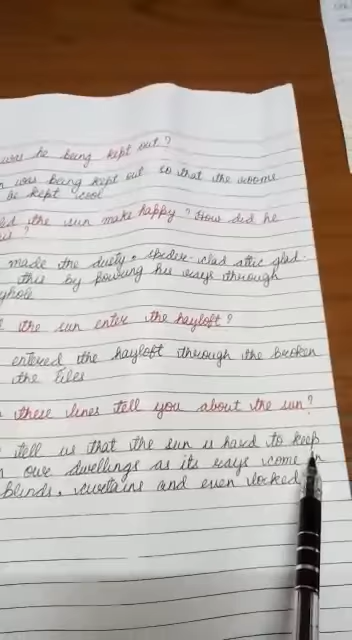 was he being kept out?
was being kept out so that the rooms
be kept cool
the sun make happy? How did he
made the dusty, spider-clad attic glad.
this by pouring his rays through
the sun enter the hayloft?
entered the hayloft through the broken
the tiles
these lines tell you about the sun?
tell us that the sun is hard to keep
our dwellings as its rays come
blinds, curtains and even locked